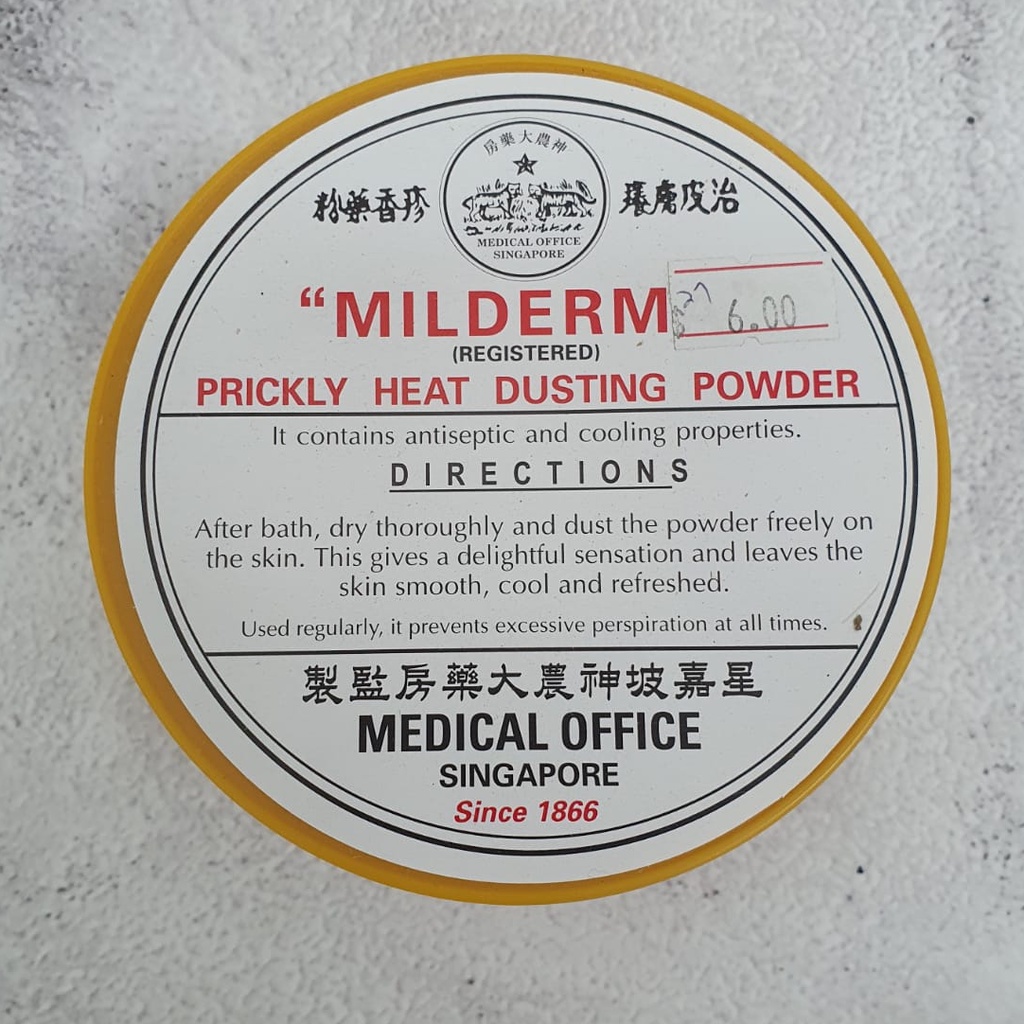 神農大藥房
MEDICAL OFFICE
SINGAPORE
治皮膚
疹香藥粉
“MILDERM
6.00
(REGISTERED)
PRICKLY HEAT DUSTING POWDER
It contains antiseptic and cooling properties.
DIRECTIONS
After bath, dry thoroughly and dust the powder freely on
the skin. This gives a delightful sensation and leaves the
skin smooth, cool and refreshed.
Used regularly, it prevents excessive perspiration at all times.
星嘉坡神農大藥房監製
MEDICAL OFFICE
SINGAPORE
Since 1866